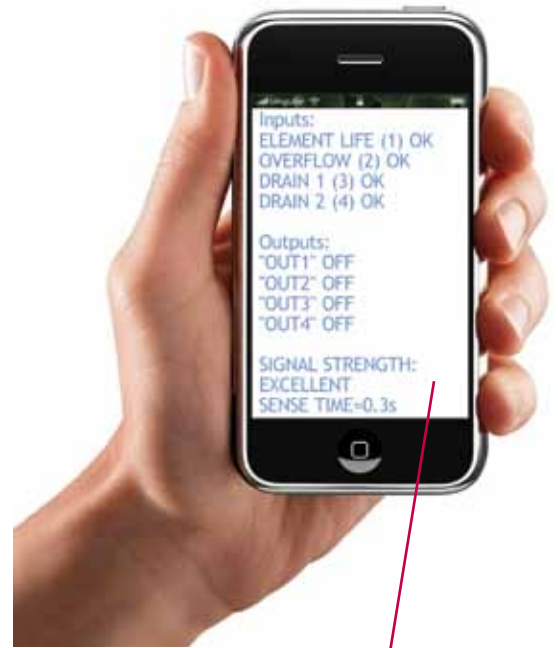 Inputs:
ELEMENT LIFE (1) OK
OVERFLOW (2) OK
DRAIN 1 (3) OK
DRAIN 2 (4) OK
Outputs:
"OUT1" OFF
"OUT2" OFF
"OUT3" OFF
"OUT4" OFF
SIGNAL STRENGTH:
EXCELLENT
SENSE TIME=0.3s